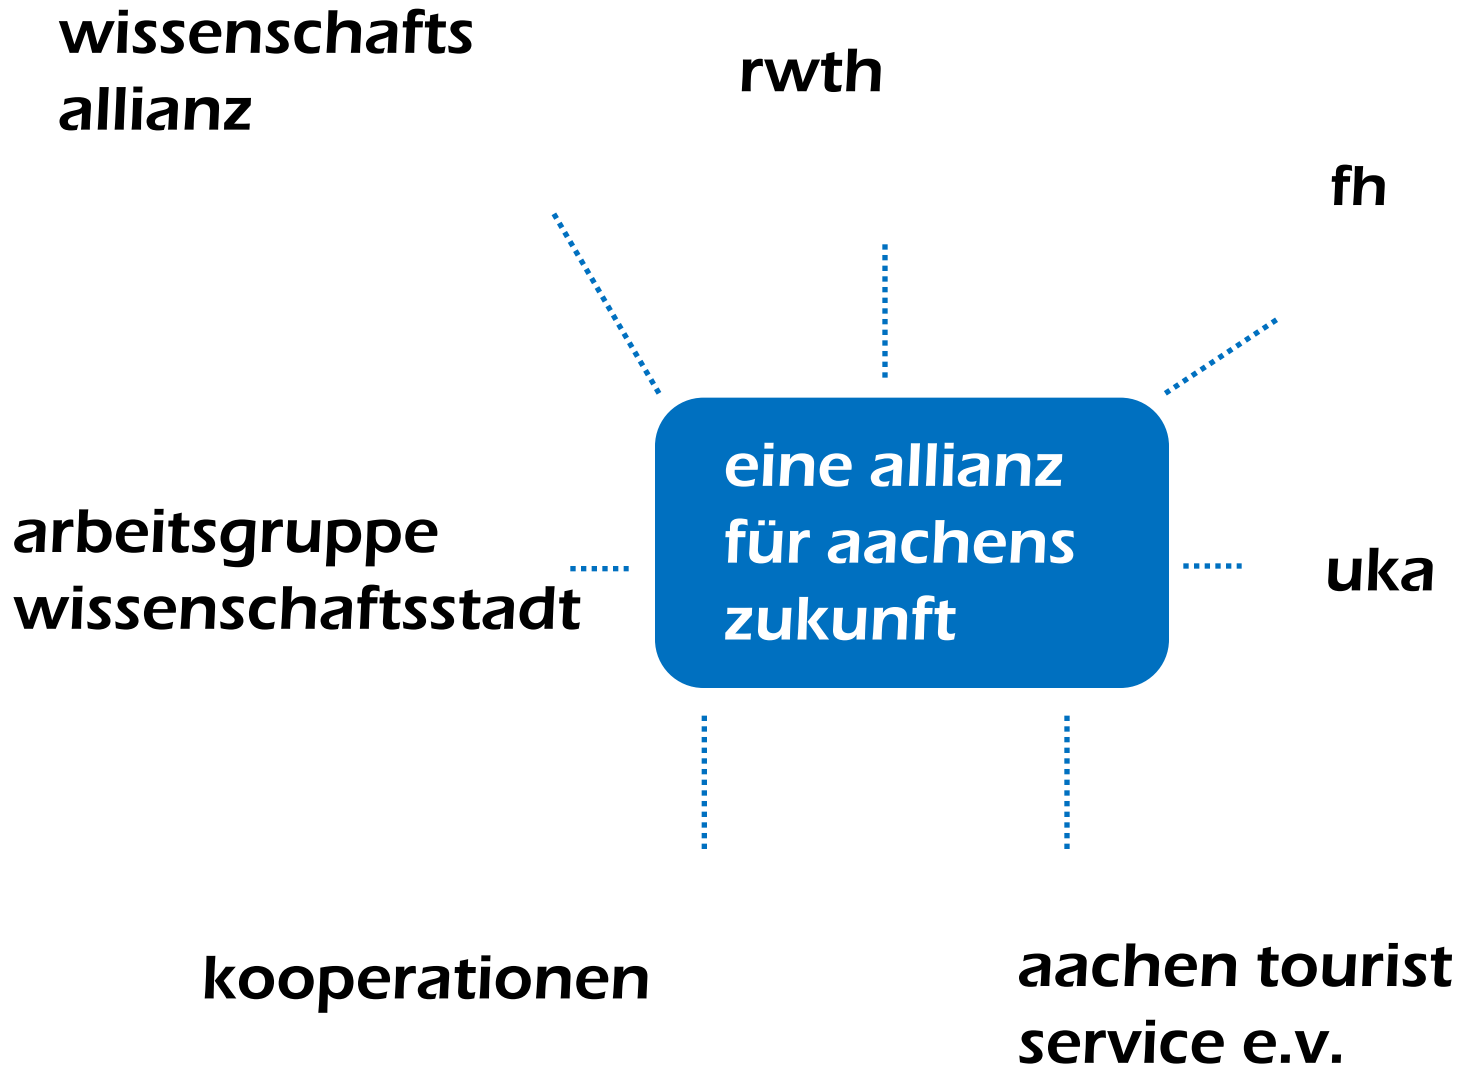 wissenschafts
allianz
rwth
fh
eine allianz
für aachens
zukunft
arbeitsgruppe
wissenschaftsstadt
uka
kooperationen
aachen tourist
service e.v.